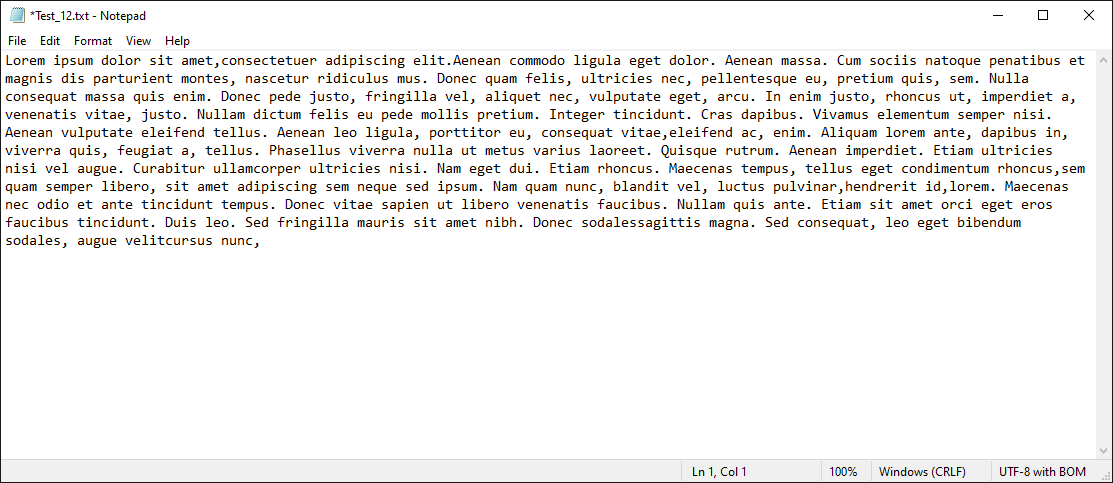 *Test_12.txt - Notepad
File Edit Format View Help
Lorem ipsum dolor sit amet,consectetuer adipiscing elit.Aenean commodo ligula eget dolor. Aenean massa. Cum sociis natoque penatibus et
magnis dis parturient montes, nascetur ridiculus mus. Donec quam felis, ultricies nec, pellentesque eu, pretium quis, sem. Nulla
consequat massa quis enim. Donec pede justo, fringilla vel, aliquet nec, vulputate eget, arcu. In enim justo, rhoncus ut, imperdiet a,
venenatis vitae, justo. Nullam dictum felis eu pede mollis pretium. Integer tincidunt. Cras dapibus. Vivamus elementum semper nisi.
Aenean vulputate eleifend tellus. Aenean leo ligula, porttitor eu, consequat vitae,eleifend ac, enim. Aliquam lorem ante, dapibus in,
viverra quis, feugiat a, tellus. Phasellus viverra nulla ut metus varius laoreet. Quisque rutrum. Aenean imperdiet. Etiam ultricies
nisi vel augue. Curabitur ullamcorper ultricies nisi. Nam eget dui. Etiam rhoncus. Maecenas tempus, tellus eget condimentum rhoncus,sem
quam semper libero, sit amet adipiscing sem neque sed ipsum. Nam quam nunc, blandit vel, luctus pulvinar,hendrerit id,lorem. Maecenas
nec odio et ante tincidunt tempus. Donec vitae sapien ut libero venenatis faucibus. Nullam quis ante. Etiam sit amet orci eget eros
faucibus tincidunt. Duis leo. Sed fringilla mauris sit amet nibh. Donec sodalessagittis magna. Sed consequat, leo eget bibendum
sodales, augue velitcursus nunc,
Ln 1, Col 1 100% Windows (CRLF) UTF-8 with BOM